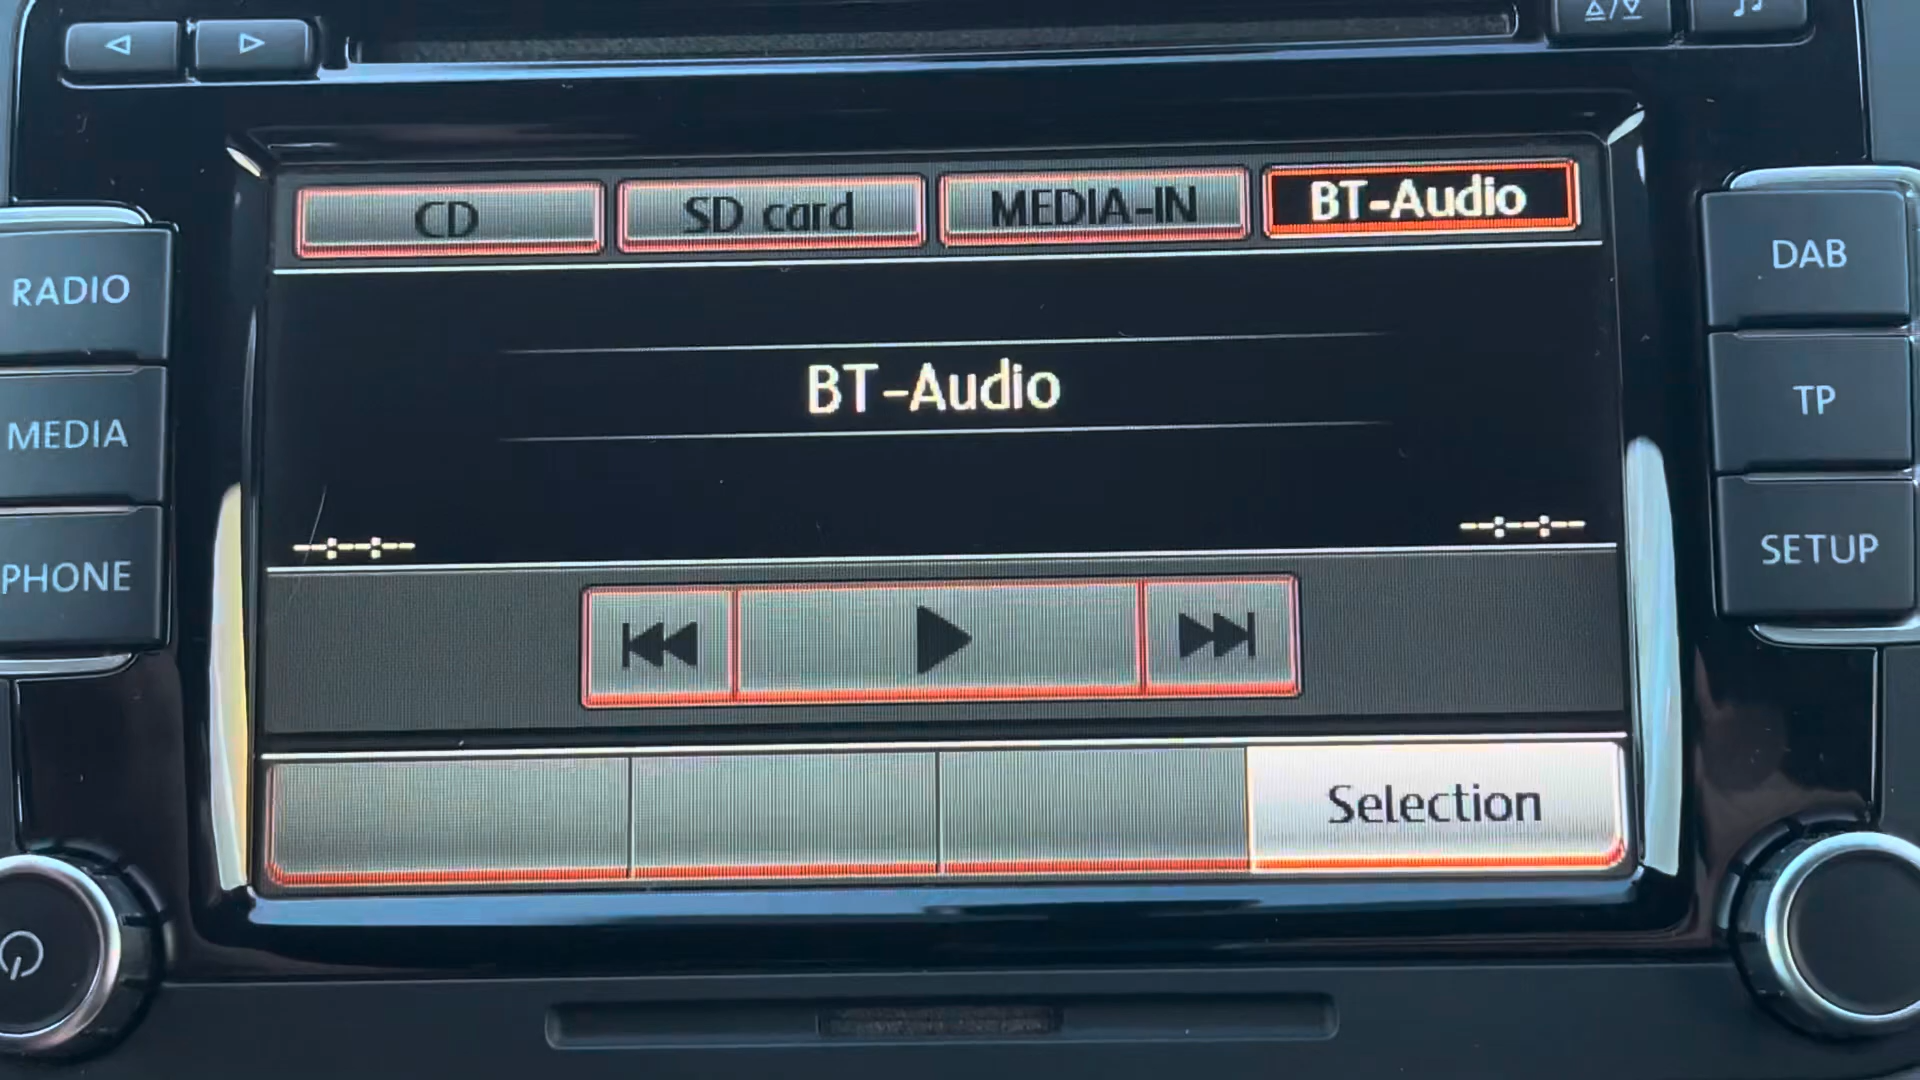 CD SD card MEDIA-IN BT-Audio
RADIO
MEDIA
PHONE
BT-Audio
--:--:-- --:--:--
Selection
DAB
TP
SETUP